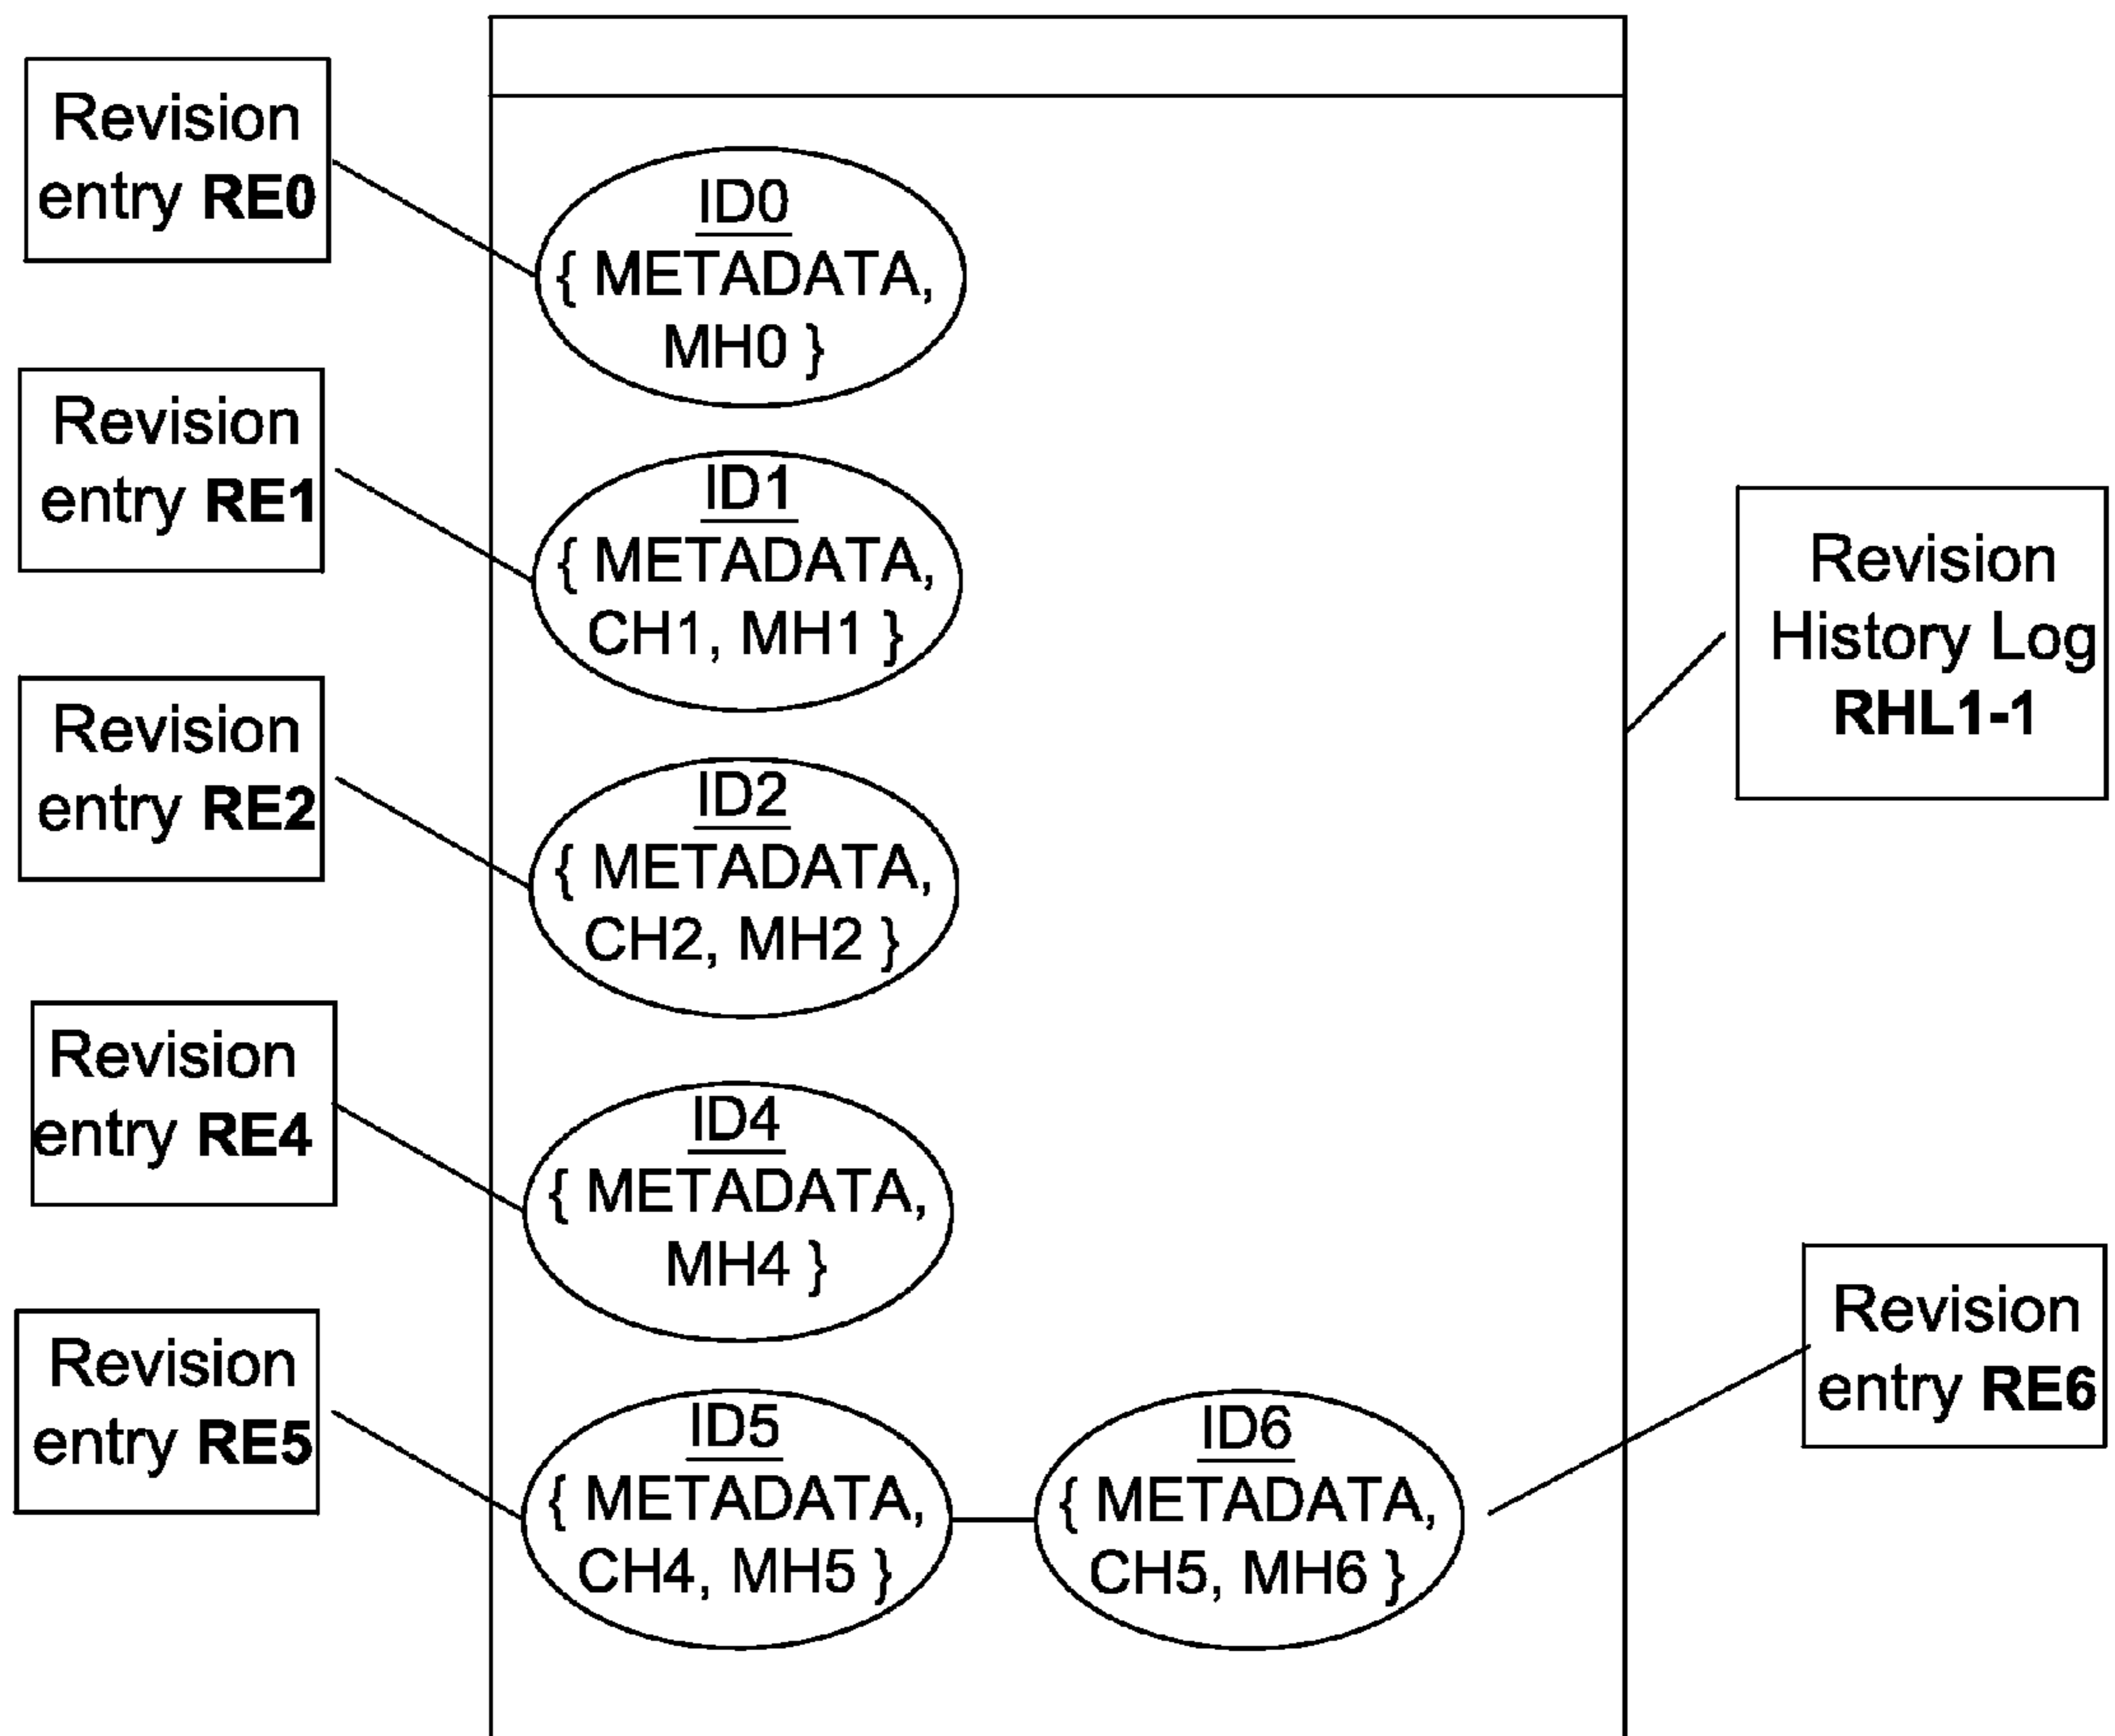 Revision
entry RE0
ID0
{ METADATA,
MH0 }
Revision
entry RE1
ID1
{ METADATA,
CH1, MH1 }
Revision
History Log
RHL1-1
Revision
entry RE2
ID2
{ METADATA,
CH2, MH2 }
Revision
entry RE4
ID4
{ METADATA,
MH4 }
Revision
entry RE5
ID5
{ METADATA,
CH4, MH5 }
ID6
{ METADATA,
CH5, MH6 }
Revision
entry RE6